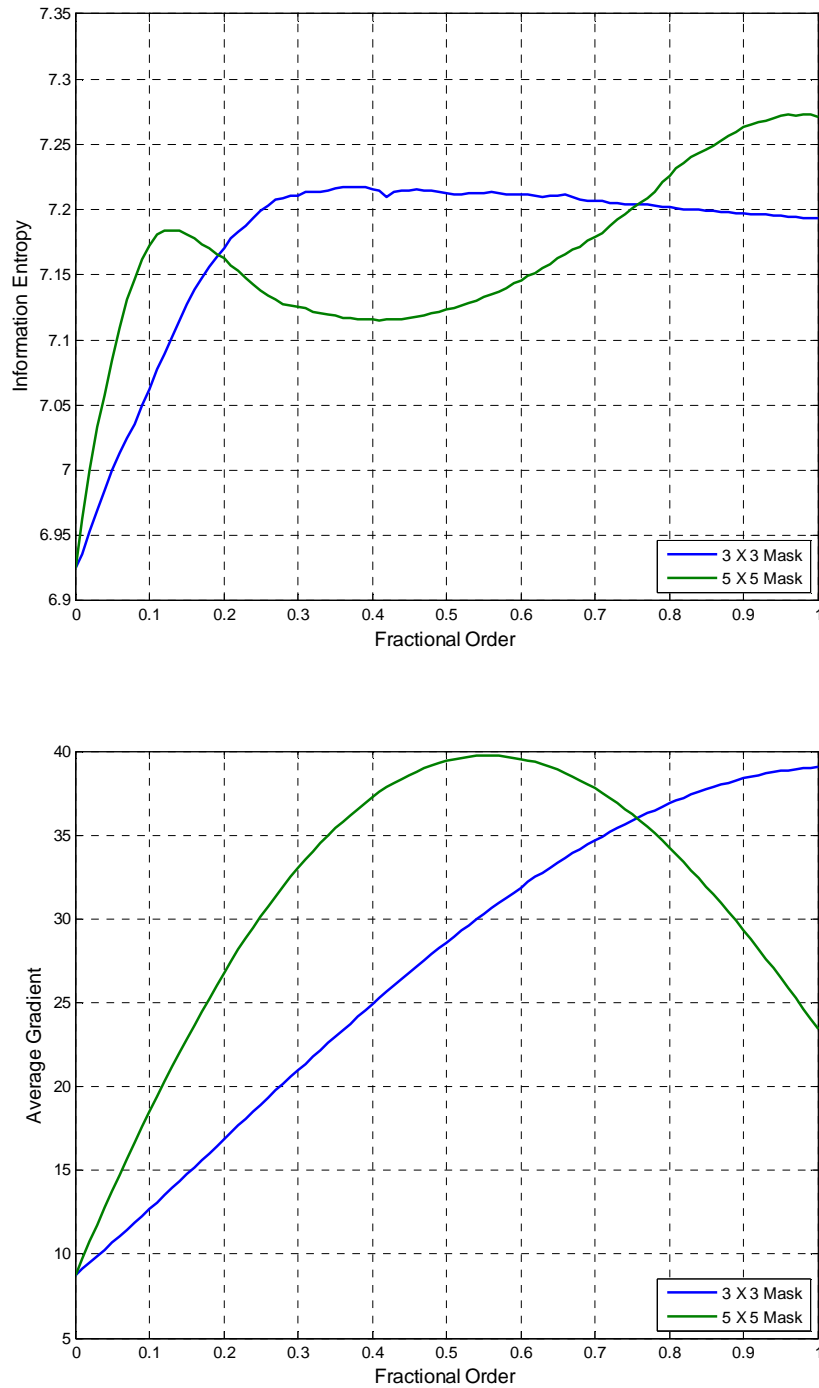 7.35
7.3
7.25
7.2
7.15
7.1
7.05
7
6.95
6.9
Information Entropy
3 X 3 Mask
5 X 5 Mask
0 0.1 0.2 0.3 0.4 0.5 0.6 0.7 0.8 0.9 1
Fractional Order
40
35
30
25
20
15
10
5
Average Gradient
3 X 3 Mask
5 X 5 Mask
0 0.1 0.2 0.3 0.4 0.5 0.6 0.7 0.8 0.9 1
Fractional Order